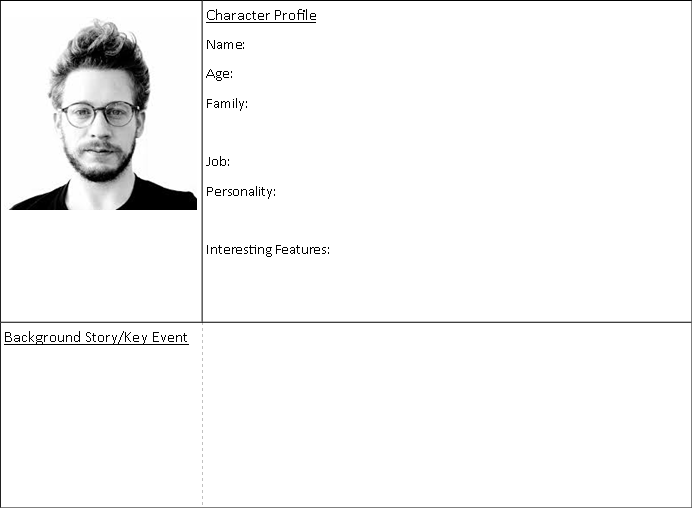 Character Profile
Name:
Age:
Family:
Job:
Personality:
Interesting Features:
Background Story/Key Event